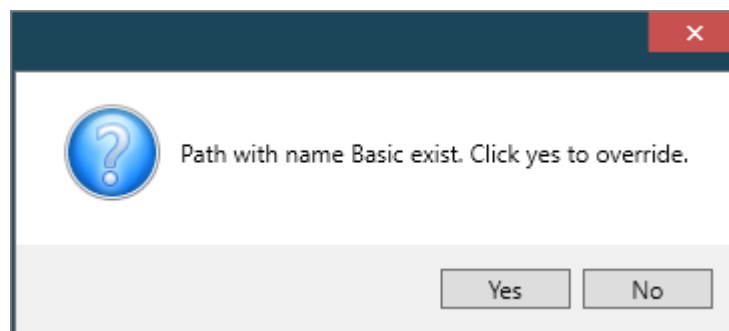 Path with name Basic exist. Click yes to override.
Yes
No